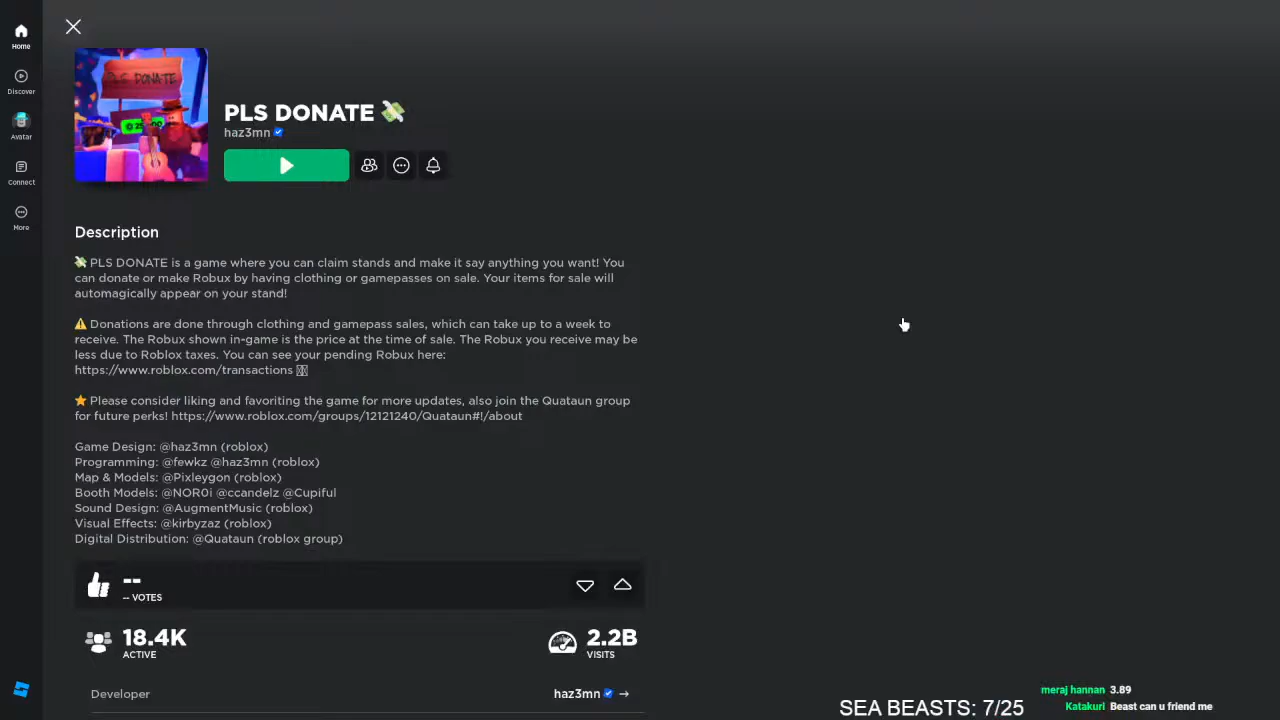 Home
Discover
Avatar
Connect
More
PLS DONATE
PLS DONATE 💸
haz3mn
Description
💸 PLS DONATE is a game where you can claim stands and make it say anything you want! You
can donate or make Robux by having clothing or gamepasses on sale. Your items for sale will
automagically appear on your stand!
⚠️ Donations are done through clothing and gamepass sales, which can take up to a week to
receive. The Robux shown in-game is the price at the time of sale. The Robux you receive may be
less due to Roblox taxes. You can see your pending Robux here:
https://www.roblox.com/transactions
⭐ Please consider liking and favoriting the game for more updates, also join the Quataun group
for future perks! https://www.roblox.com/groups/12121240/Quataun#!/about
Game Design: @haz3mn (roblox)
Programming: @fewkz @haz3mn (roblox)
Map & Models: @Pixleygon (roblox)
Booth Models: @NOR0i @ccandelz @Cupiful
Sound Design: @AugmentMusic (roblox)
Visual Effects: @kirbyzaz (roblox)
Digital Distribution: @Quataun (roblox group)
--
-- VOTES
18.4K
ACTIVE
2.2B
VISITS
Developer
haz3mn →
SEA BEASTS: 7/25
meraj hannan 3.89
Katakuri Beast can u friend me